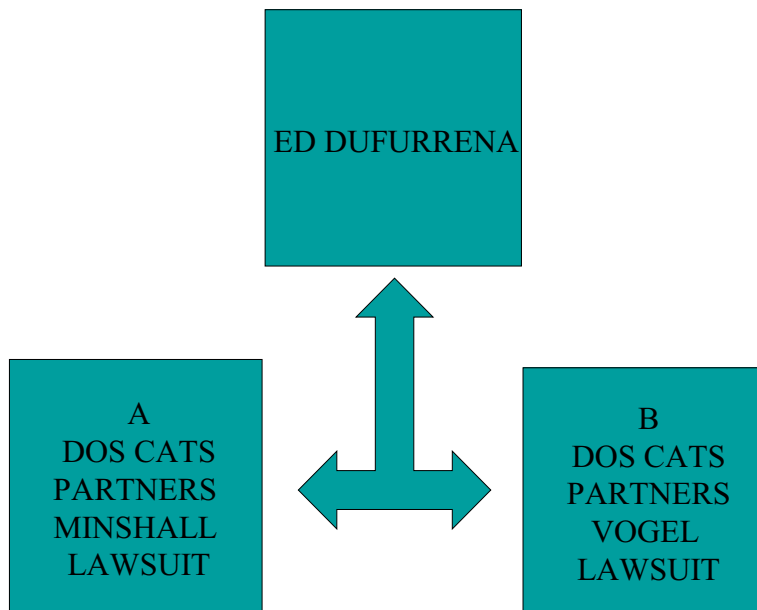 ED DUFURRENA
A
DOS CATS
PARTNERS
MINSHALL
LAWSUIT
B
DOS CATS
PARTNERS
VOGEL
LAWSUIT